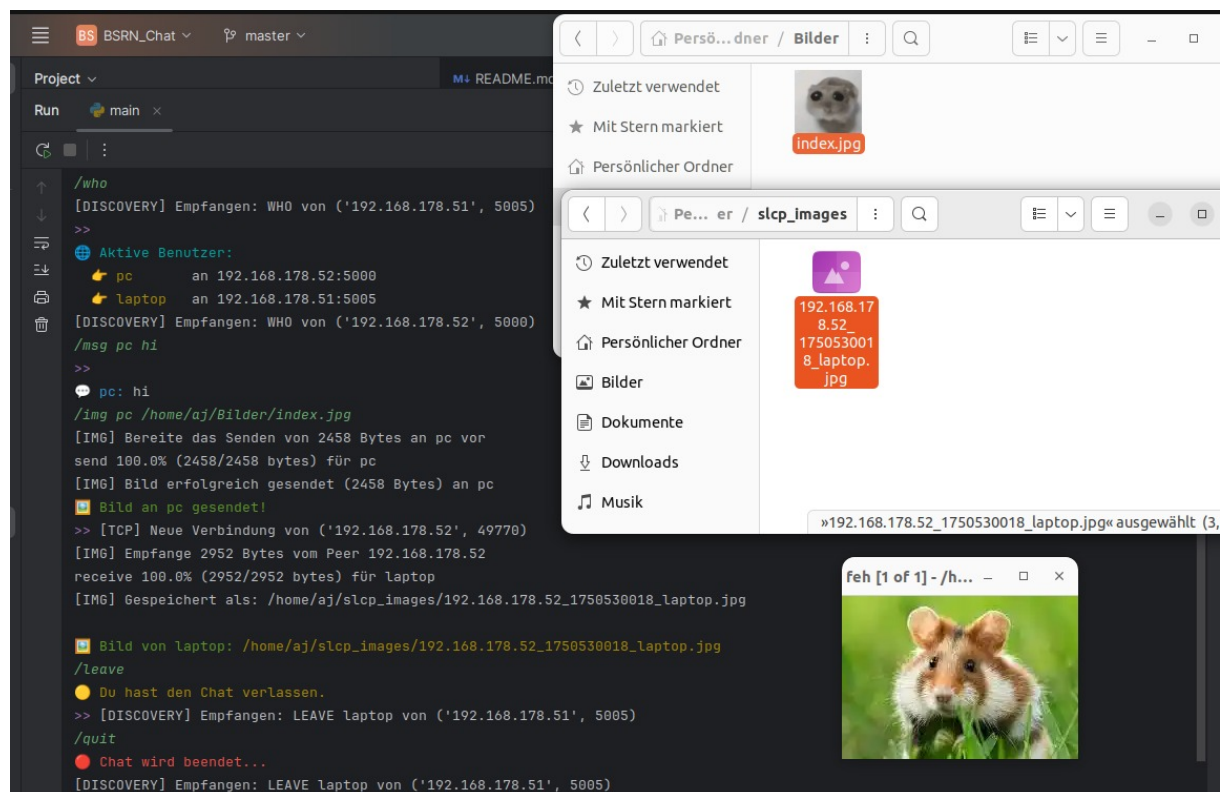 BS BSRN_Chat master
Project
README.md
Run main
/who
[DISCOVERY] Empfangen: WHO von ('192.168.178.51', 5005)
>>
Aktive Benutzer:
pc an 192.168.178.52:5000
laptop an 192.168.178.51:5005
[DISCOVERY] Empfangen: WHO von ('192.168.178.52', 5000)
/msg pc hi
>>
pc: hi
/img pc /home/aj/Bilder/index.jpg
[IMG] Bereite das Senden von 2458 Bytes an pc vor
send 100.0% (2458/2458 bytes) für pc
[IMG] Bild erfolgreich gesendet (2458 Bytes) an pc
Bild an pc gesendet!
>> [TCP] Neue Verbindung von ('192.168.178.52', 49770)
[IMG] Empfange 2952 Bytes vom Peer 192.168.178.52
receive 100.0% (2952/2952 bytes) für laptop
[IMG] Gespeichert als: /home/aj/slcp_images/192.168.178.52_1750530018_laptop.jpg
Bild von laptop: /home/aj/slcp_images/192.168.178.52_1750530018_laptop.jpg
/leave
Du hast den Chat verlassen.
>> [DISCOVERY] Empfangen: LEAVE laptop von ('192.168.178.51', 5005)
/quit
Chat wird beendet...
[DISCOVERY] Empfangen: LEAVE laptop von ('192.168.178.51', 5005)
Persö…dner / Bilder
Zuletzt verwendet
Mit Stern markiert
Persönlicher Ordner
index.jpg
Pe… er / slcp_images
Zuletzt verwendet
Mit Stern markiert
Persönlicher Ordner
Bilder
Dokumente
Downloads
Musik
192.168.17
8.52_
175053001
8_laptop.
jpg
»192.168.178.52_1750530018_laptop.jpg« ausgewählt (3,
feh [1 of 1] - /h…